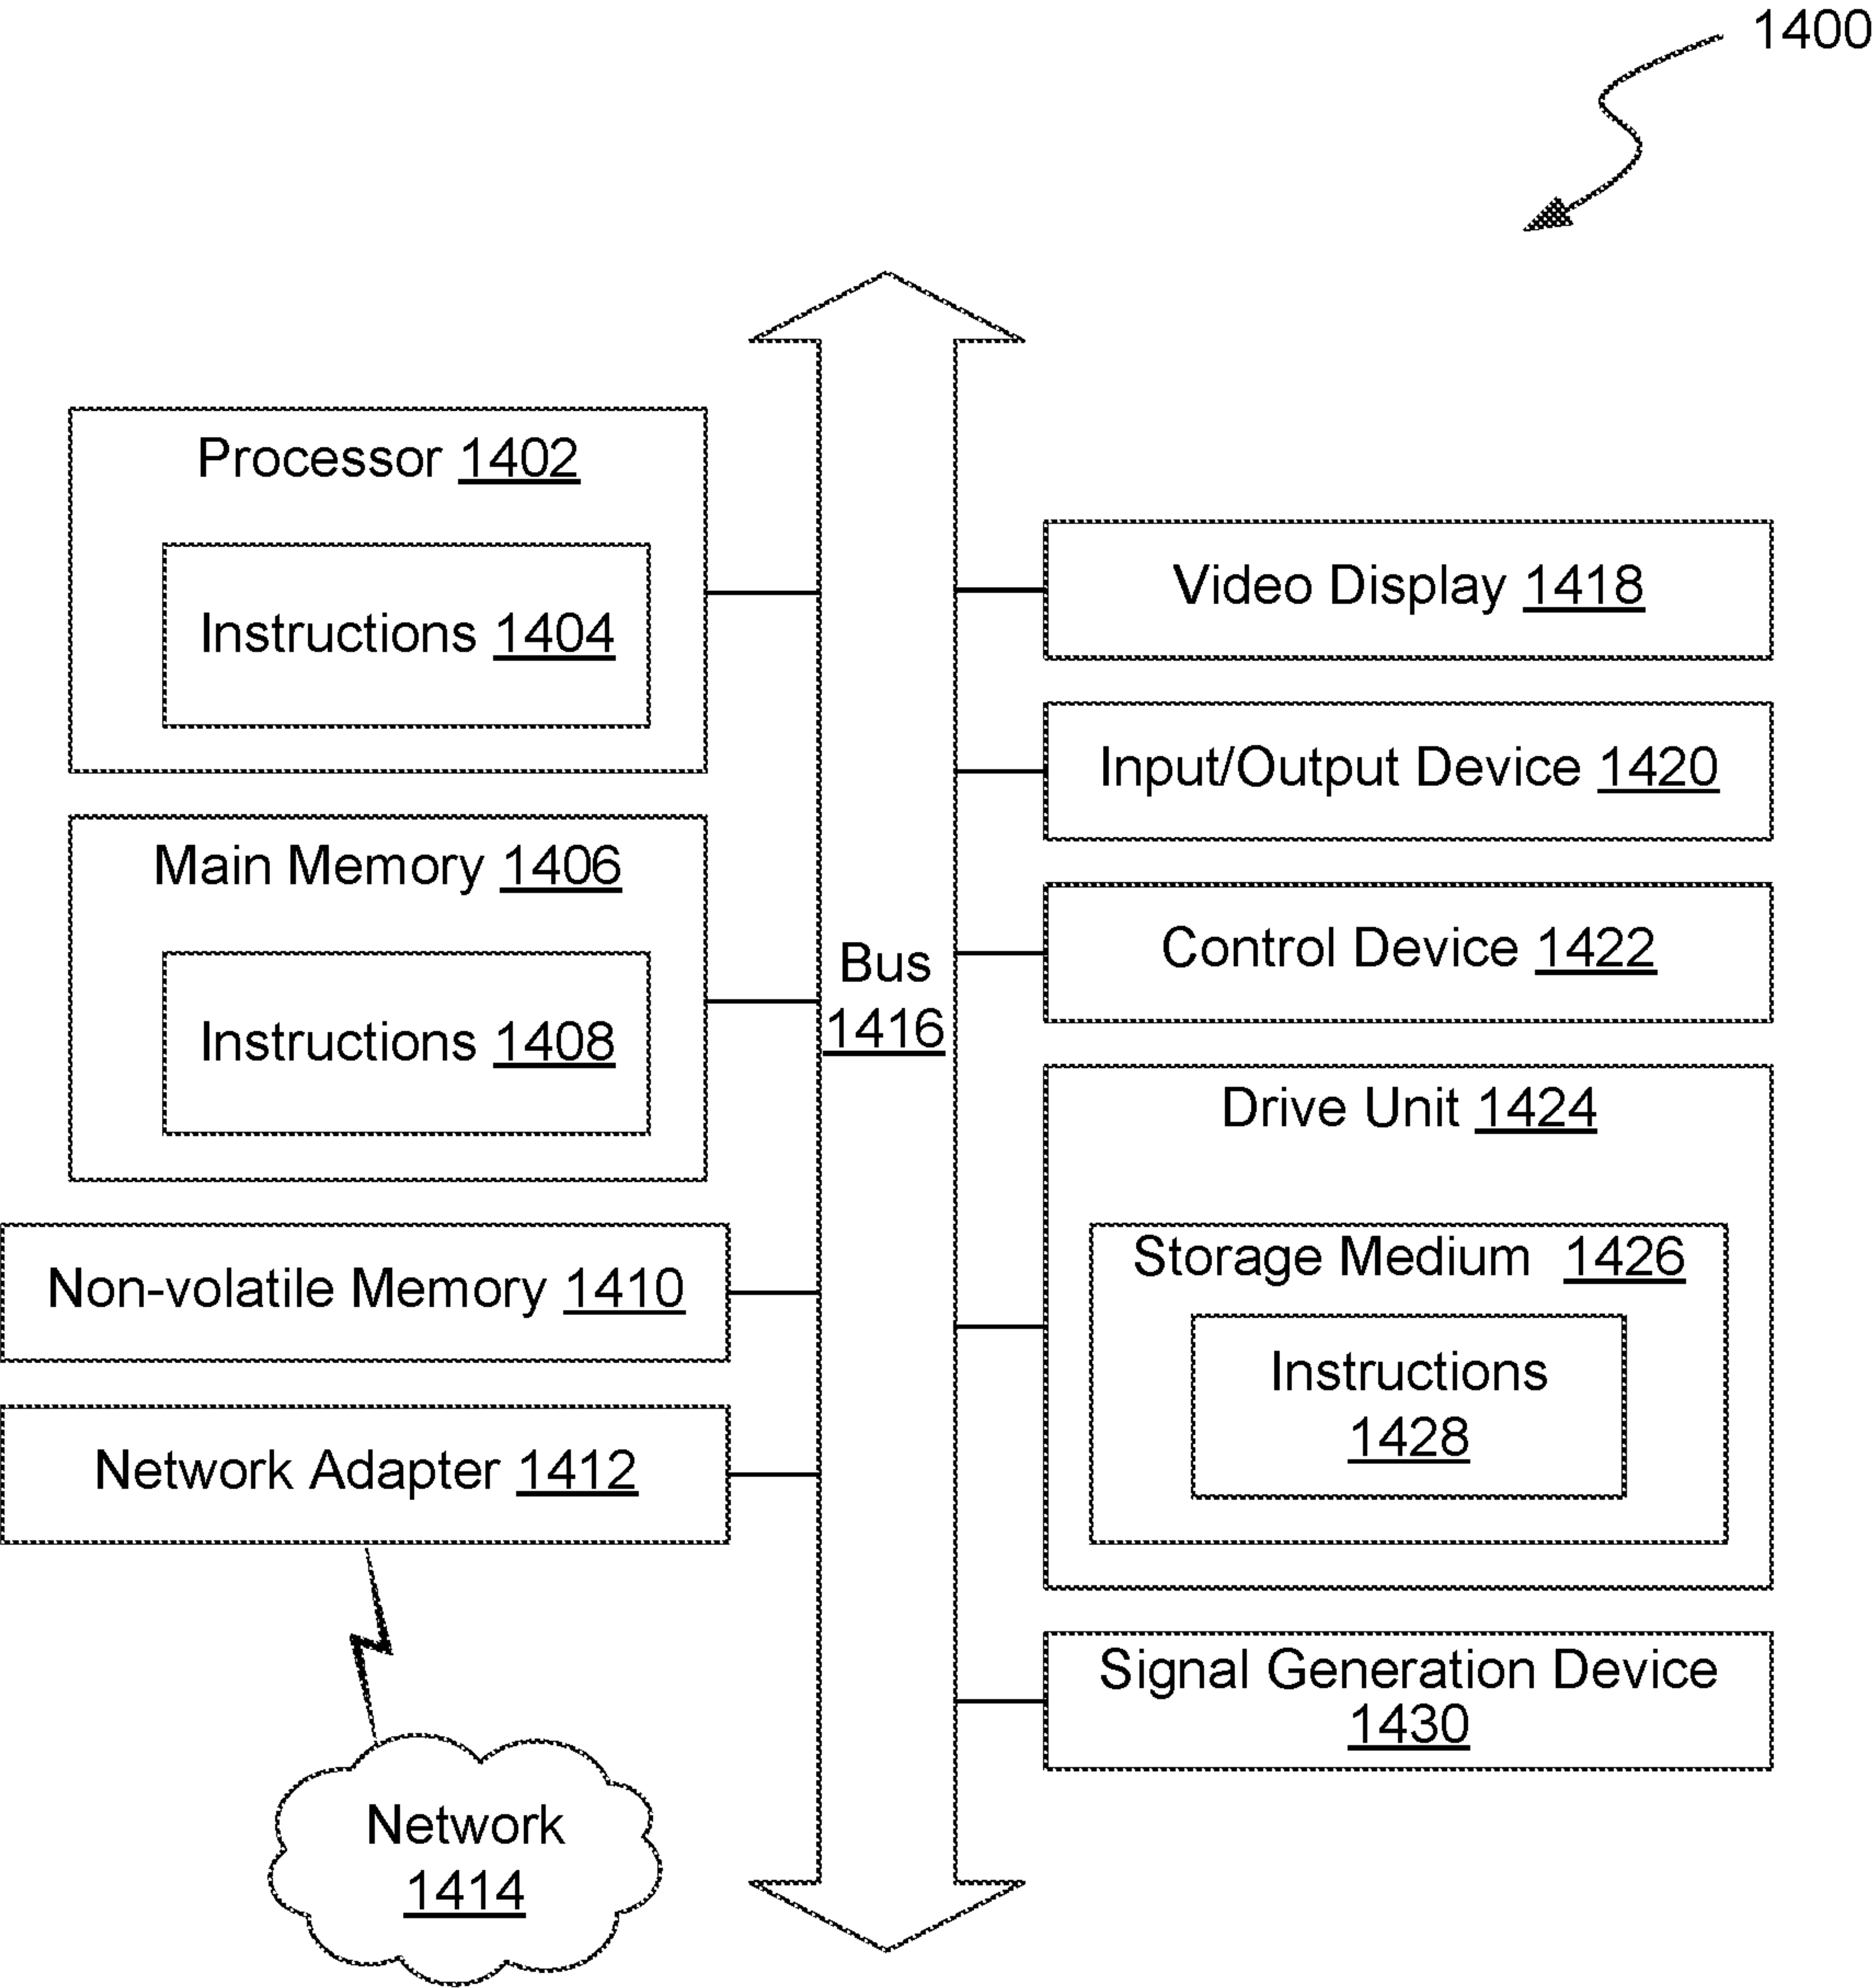 1400
Processor 1402
Instructions 1404
Main Memory 1406
Instructions 1408
Non-volatile Memory 1410
Network Adapter 1412
Network
1414
Bus
1416
Video Display 1418
Input/Output Device 1420
Control Device 1422
Drive Unit 1424
Storage Medium 1426
Instructions
1428
Signal Generation Device
1430